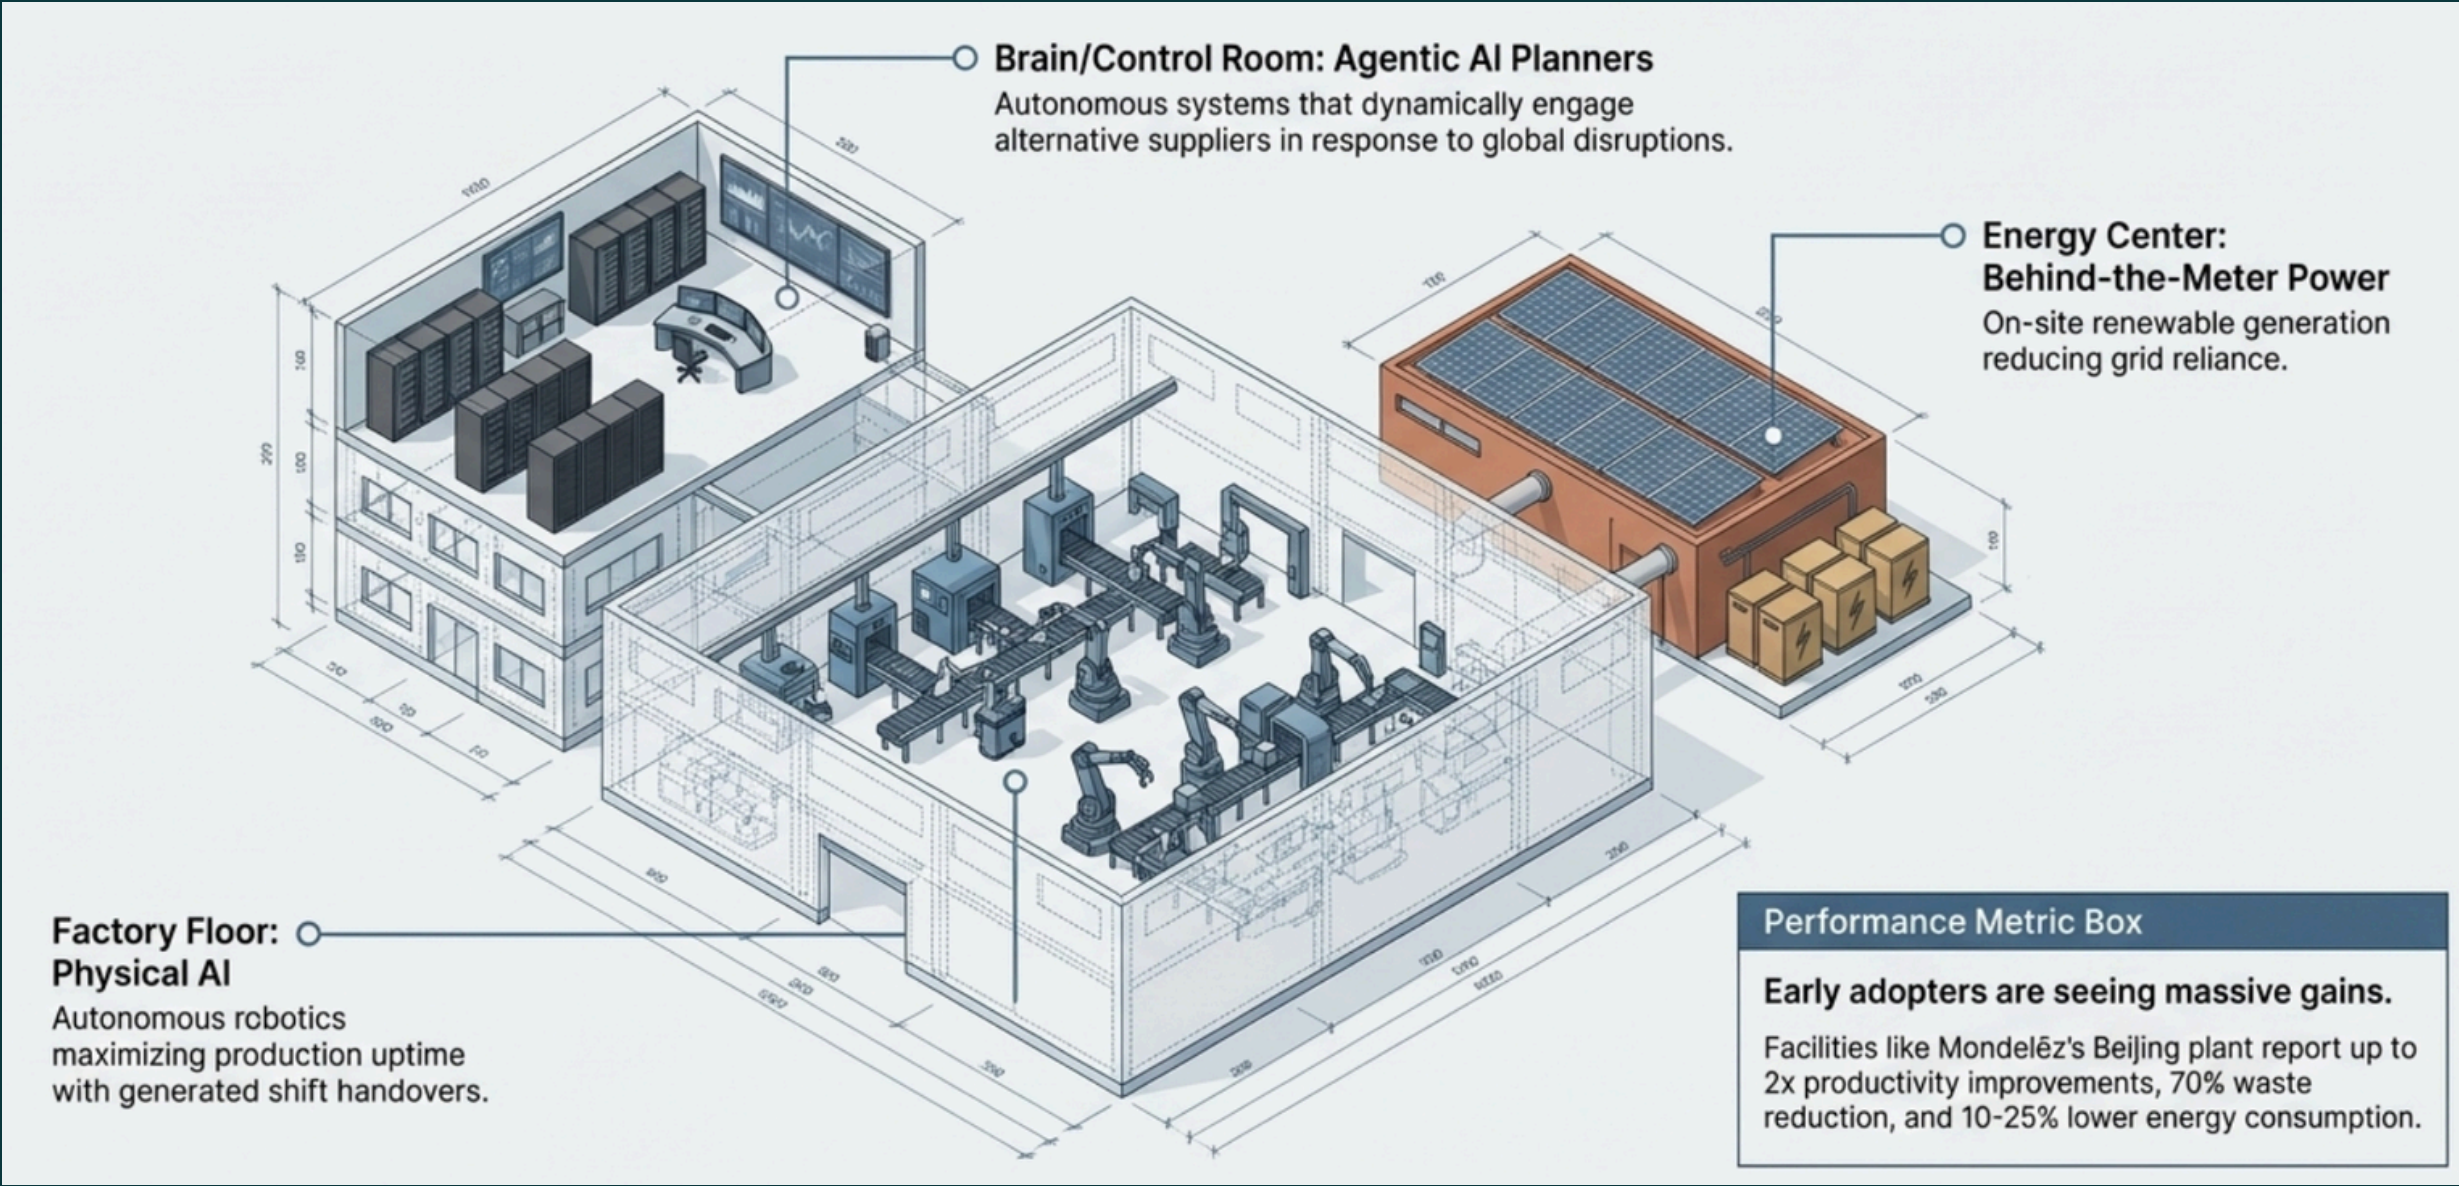 Brain/Control Room: Agentic AI Planners
Autonomous systems that dynamically engage
alternative suppliers in response to global disruptions.
Energy Center:
Behind-the-Meter Power
On-site renewable generation
reducing grid reliance.
Factory Floor:
Physical AI
Autonomous rcbotics
maximizing production uptime
with generated shift handovers.
Performance Metric Box
Early adopters are seeing massive gains.
Facilities like Mondelēz's Beijing plant report up to
2x productivity improvements, 70% waste
reduction, and 10-25% lower energy consumption.